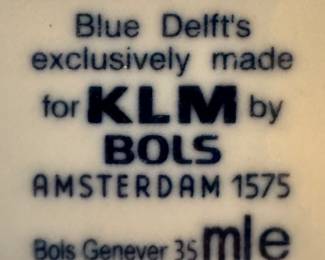 Blue Delft's
exclusively made
for KLM by
BOLS
AMSTERDAM 1575
Bols Genever 35 mle